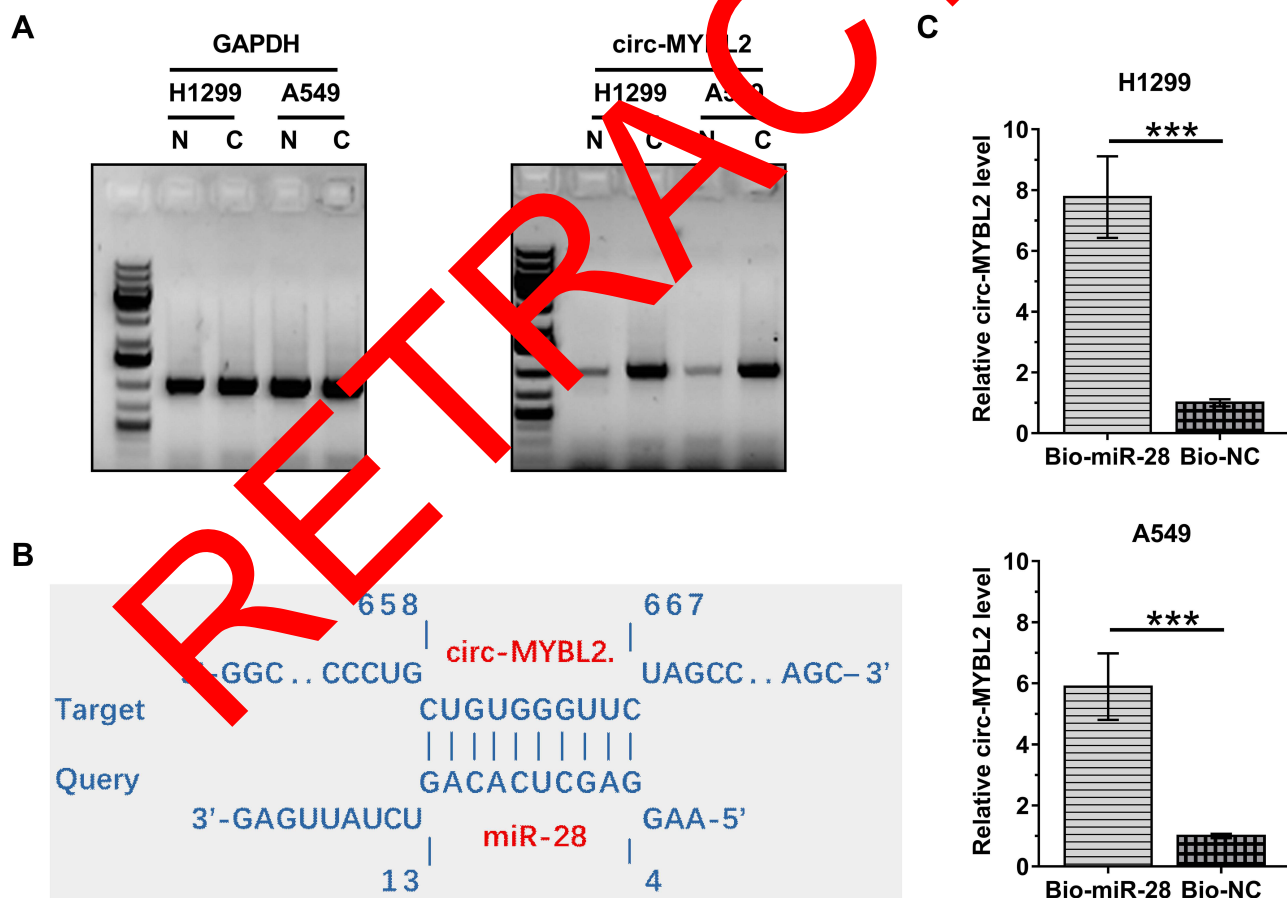 A
GAPDH
H1299 A549
N C N C
circ-MYBL2
H1299 A549
N C N C
C
H1299
Relative circ-MYBL2 level
10
8
6
4
2
0
***
Bio-miR-28 Bio-NC
B
658 667
circ-MYBL2.
-GGC..CCCUG UAGCC..AGC-3'
Target CUGUGGGUUC
Query GACACUCGAG
3'-GAGUUAUCU GAA-5'
miR-28
13 4
A549
Relative circ-MYBL2 level
10
8
6
4
2
0
***
Bio-miR-28 Bio-NC
RETRAC